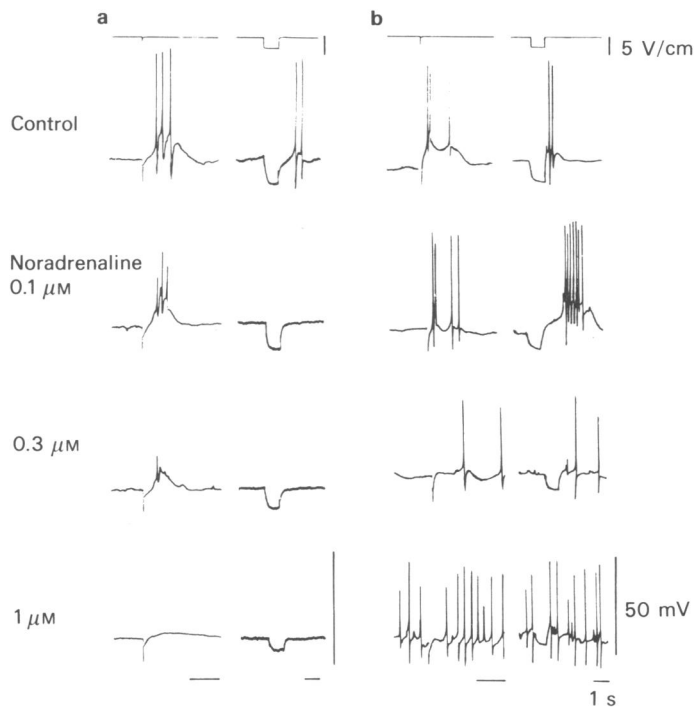 a
b
5 V/cm
Control
Noradrenaline
0.1 μM
0.3 μM
1 μM
50 mV
1 s